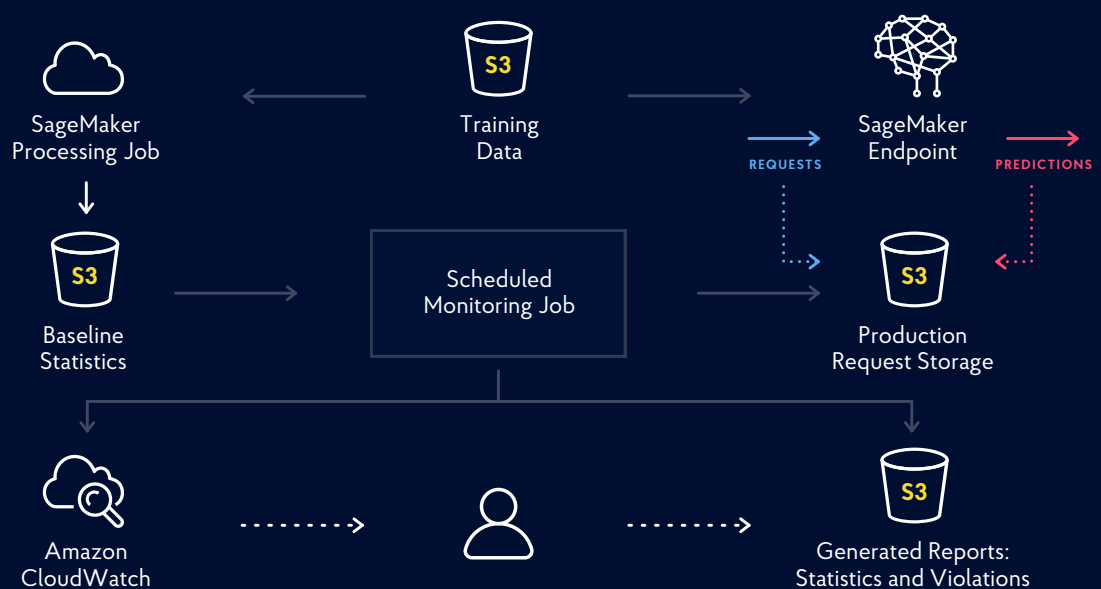 S3
SageMaker
Processing Job
Training
Data
SageMaker
Endpoint
REQUESTS
PREDICTIONS
S3
Baseline
Statistics
Scheduled
Monitoring Job
S3
Production
Request Storage
Amazon
CloudWatch
S3
Generated Reports:
Statistics and Violations